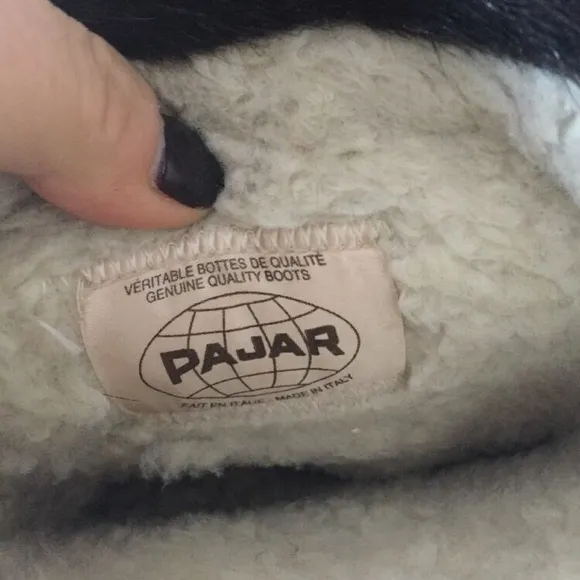 VÉRITABLE BOTTES DE QUALITÉ
GENUINE QUALITY BOOTS
PAJAR
FAIT EN ITALIE - MADE IN ITALY